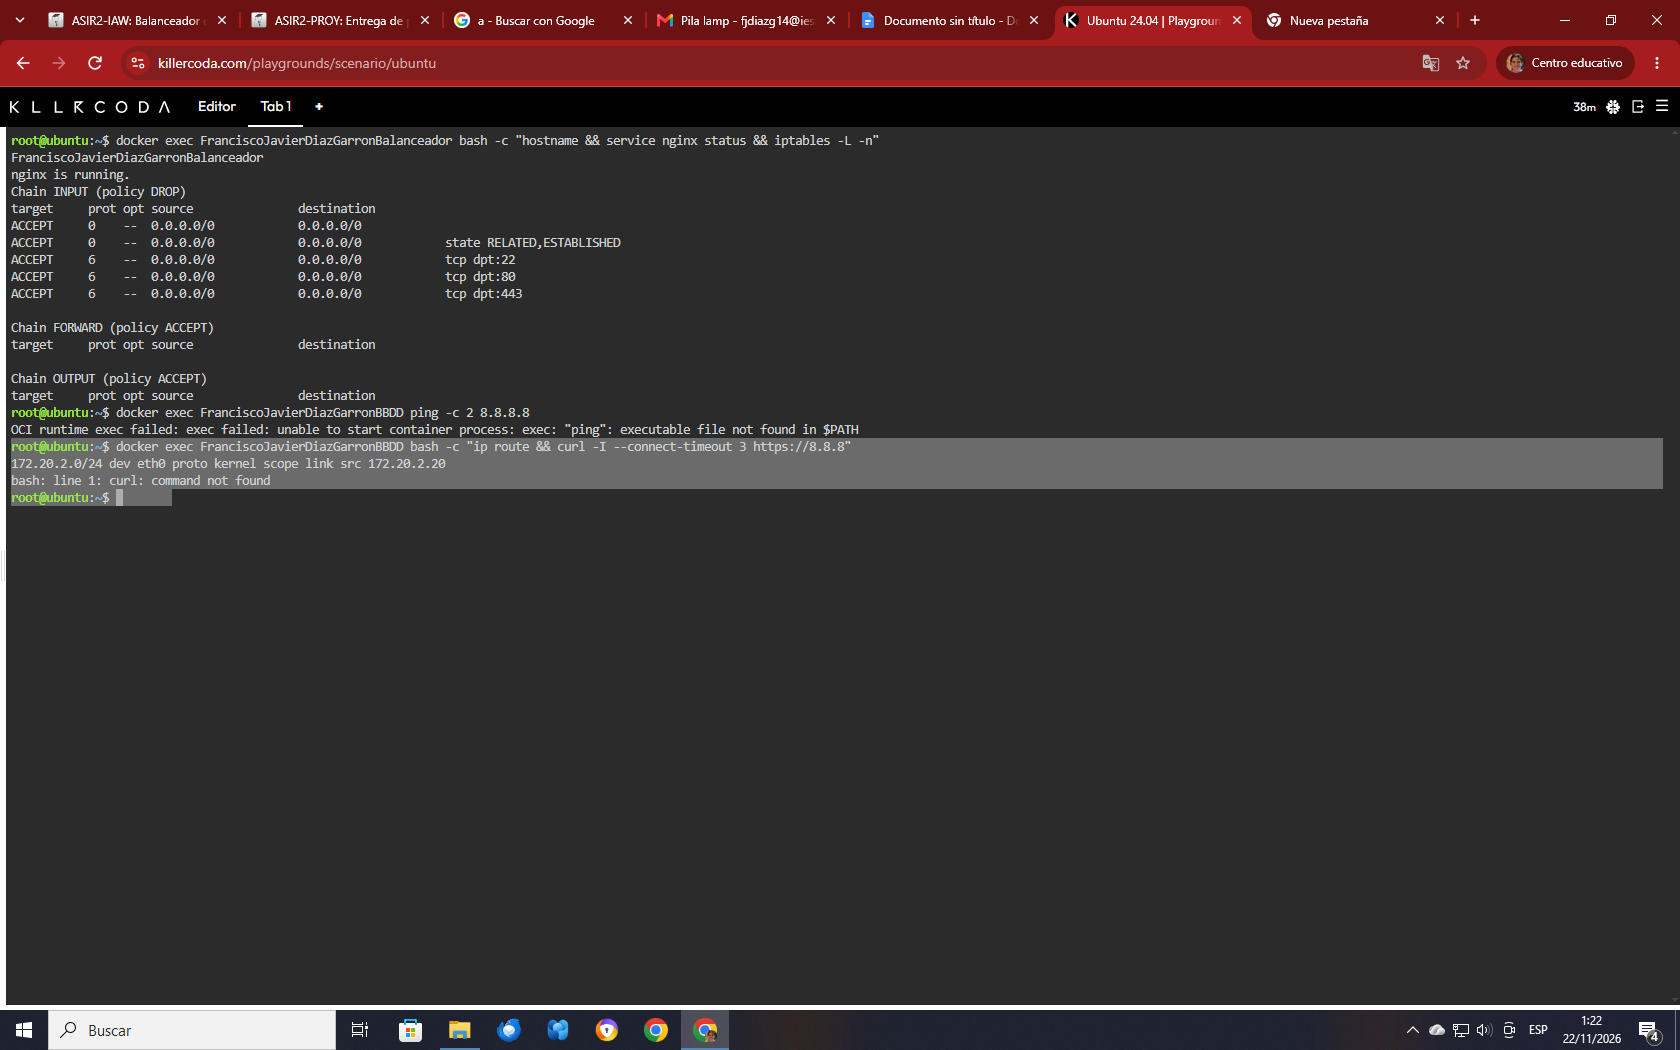 ASIR2-IAW: Balanceador
ASIR2-PROY: Entrega de
a - Buscar con Google
Pila lamp - fjdiazg14@ies
Documento sin título - Do
Ubuntu 24.04 | Playgroun
Nueva pestaña
killercoda.com/playgrounds/scenario/ubuntu
Centro educativo
KLLRCODA
Editor
Tab 1
+
38m
root@ubuntu:~$ docker exec FranciscoJavierDiazGarronBalanceador bash -c "hostname && service nginx status && iptables -L -n"
FranciscoJavierDiazGarronBalanceador
nginx is running.
Chain INPUT (policy DROP)
target     prot opt source               destination
ACCEPT     0    --  0.0.0.0/0            0.0.0.0/0
ACCEPT     0    --  0.0.0.0/0            0.0.0.0/0            state RELATED,ESTABLISHED
ACCEPT     6    --  0.0.0.0/0            0.0.0.0/0            tcp dpt:22
ACCEPT     6    --  0.0.0.0/0            0.0.0.0/0            tcp dpt:80
ACCEPT     6    --  0.0.0.0/0            0.0.0.0/0            tcp dpt:443
Chain FORWARD (policy ACCEPT)
target     prot opt source               destination
Chain OUTPUT (policy ACCEPT)
target     prot opt source               destination
root@ubuntu:~$ docker exec FranciscoJavierDiazGarronBBDD ping -c 2 8.8.8.8
OCI runtime exec failed: exec failed: unable to start container process: exec: "ping": executable file not found in $PATH
root@ubuntu:~$ docker exec FranciscoJavierDiazGarronBBDD bash -c "ip route && curl -I --connect-timeout 3 https://8.8.8"
172.20.2.0/24 dev eth0 proto kernel scope link src 172.20.2.20
bash: line 1: curl: command not found
root@ubuntu:~$
Buscar
ESP
1:22
22/11/2026
4